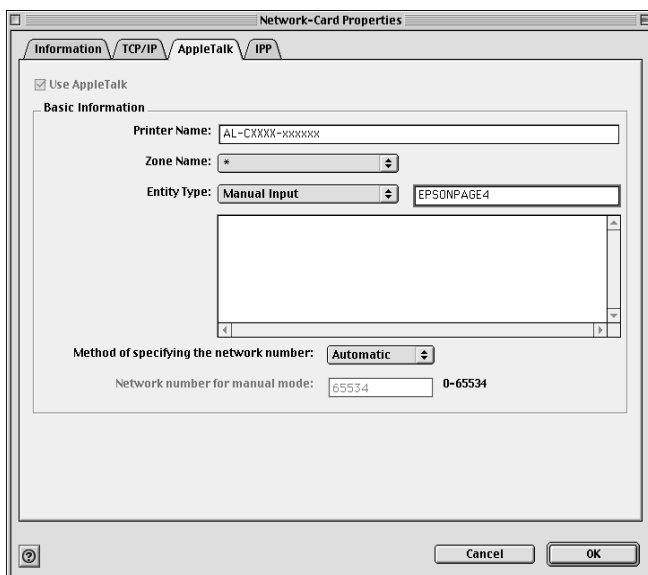 Network-Card Properties
Information TCP/IP AppleTalk IPP
Use AppleTalk
Basic Information
Printer Name: AL-CXXXX-xxxxxx
Zone Name: *
Entity Type: Manual Input EPSONPAGE4
Method of specifying the network number: Automatic
Network number for manual mode: 65534 0-65534
? Cancel OK